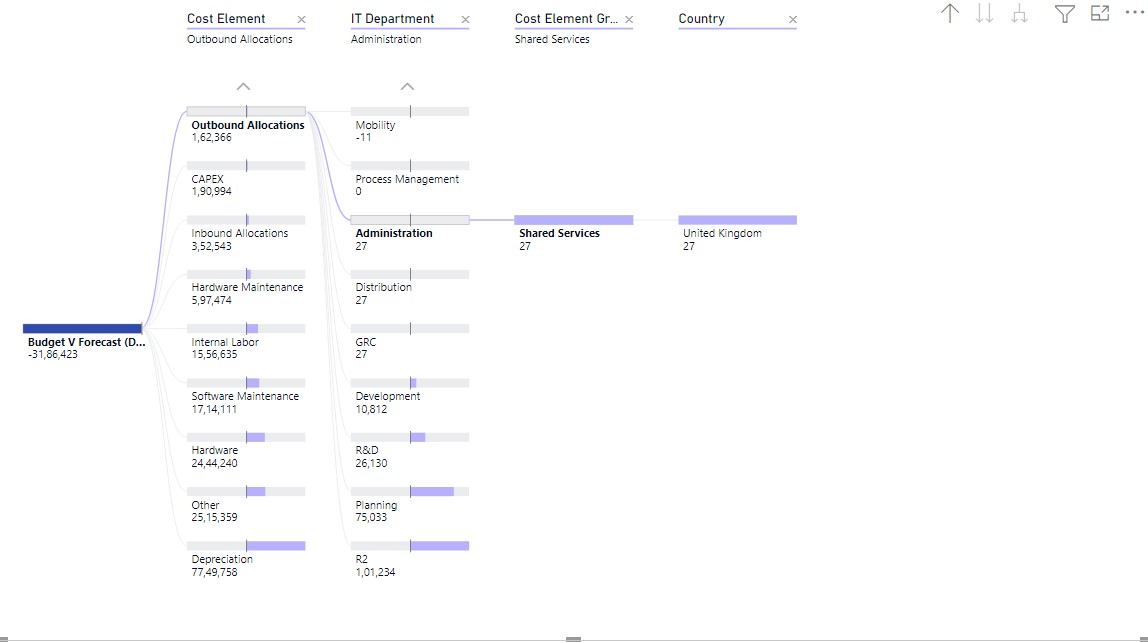 Cost Element
IT Department
Cost Element Gr...
Country
Outbound Allocations
Administration
Shared Services
Budget V Forecast (D...
-31,86,423
Outbound Allocations
1,62,366
CAPEX
1,90,994
Inbound Allocations
3,52,543
Hardware Maintenance
5,97,474
Internal Labor
15,56,635
Software Maintenance
17,14,111
Hardware
24,44,240
Other
25,15,359
Depreciation
77,49,758
Mobility
-11
Process Management
0
Administration
27
Distribution
27
GRC
27
Development
10,812
R&D
26,130
Planning
75,033
R2
1,01,234
Shared Services
27
United Kingdom
27